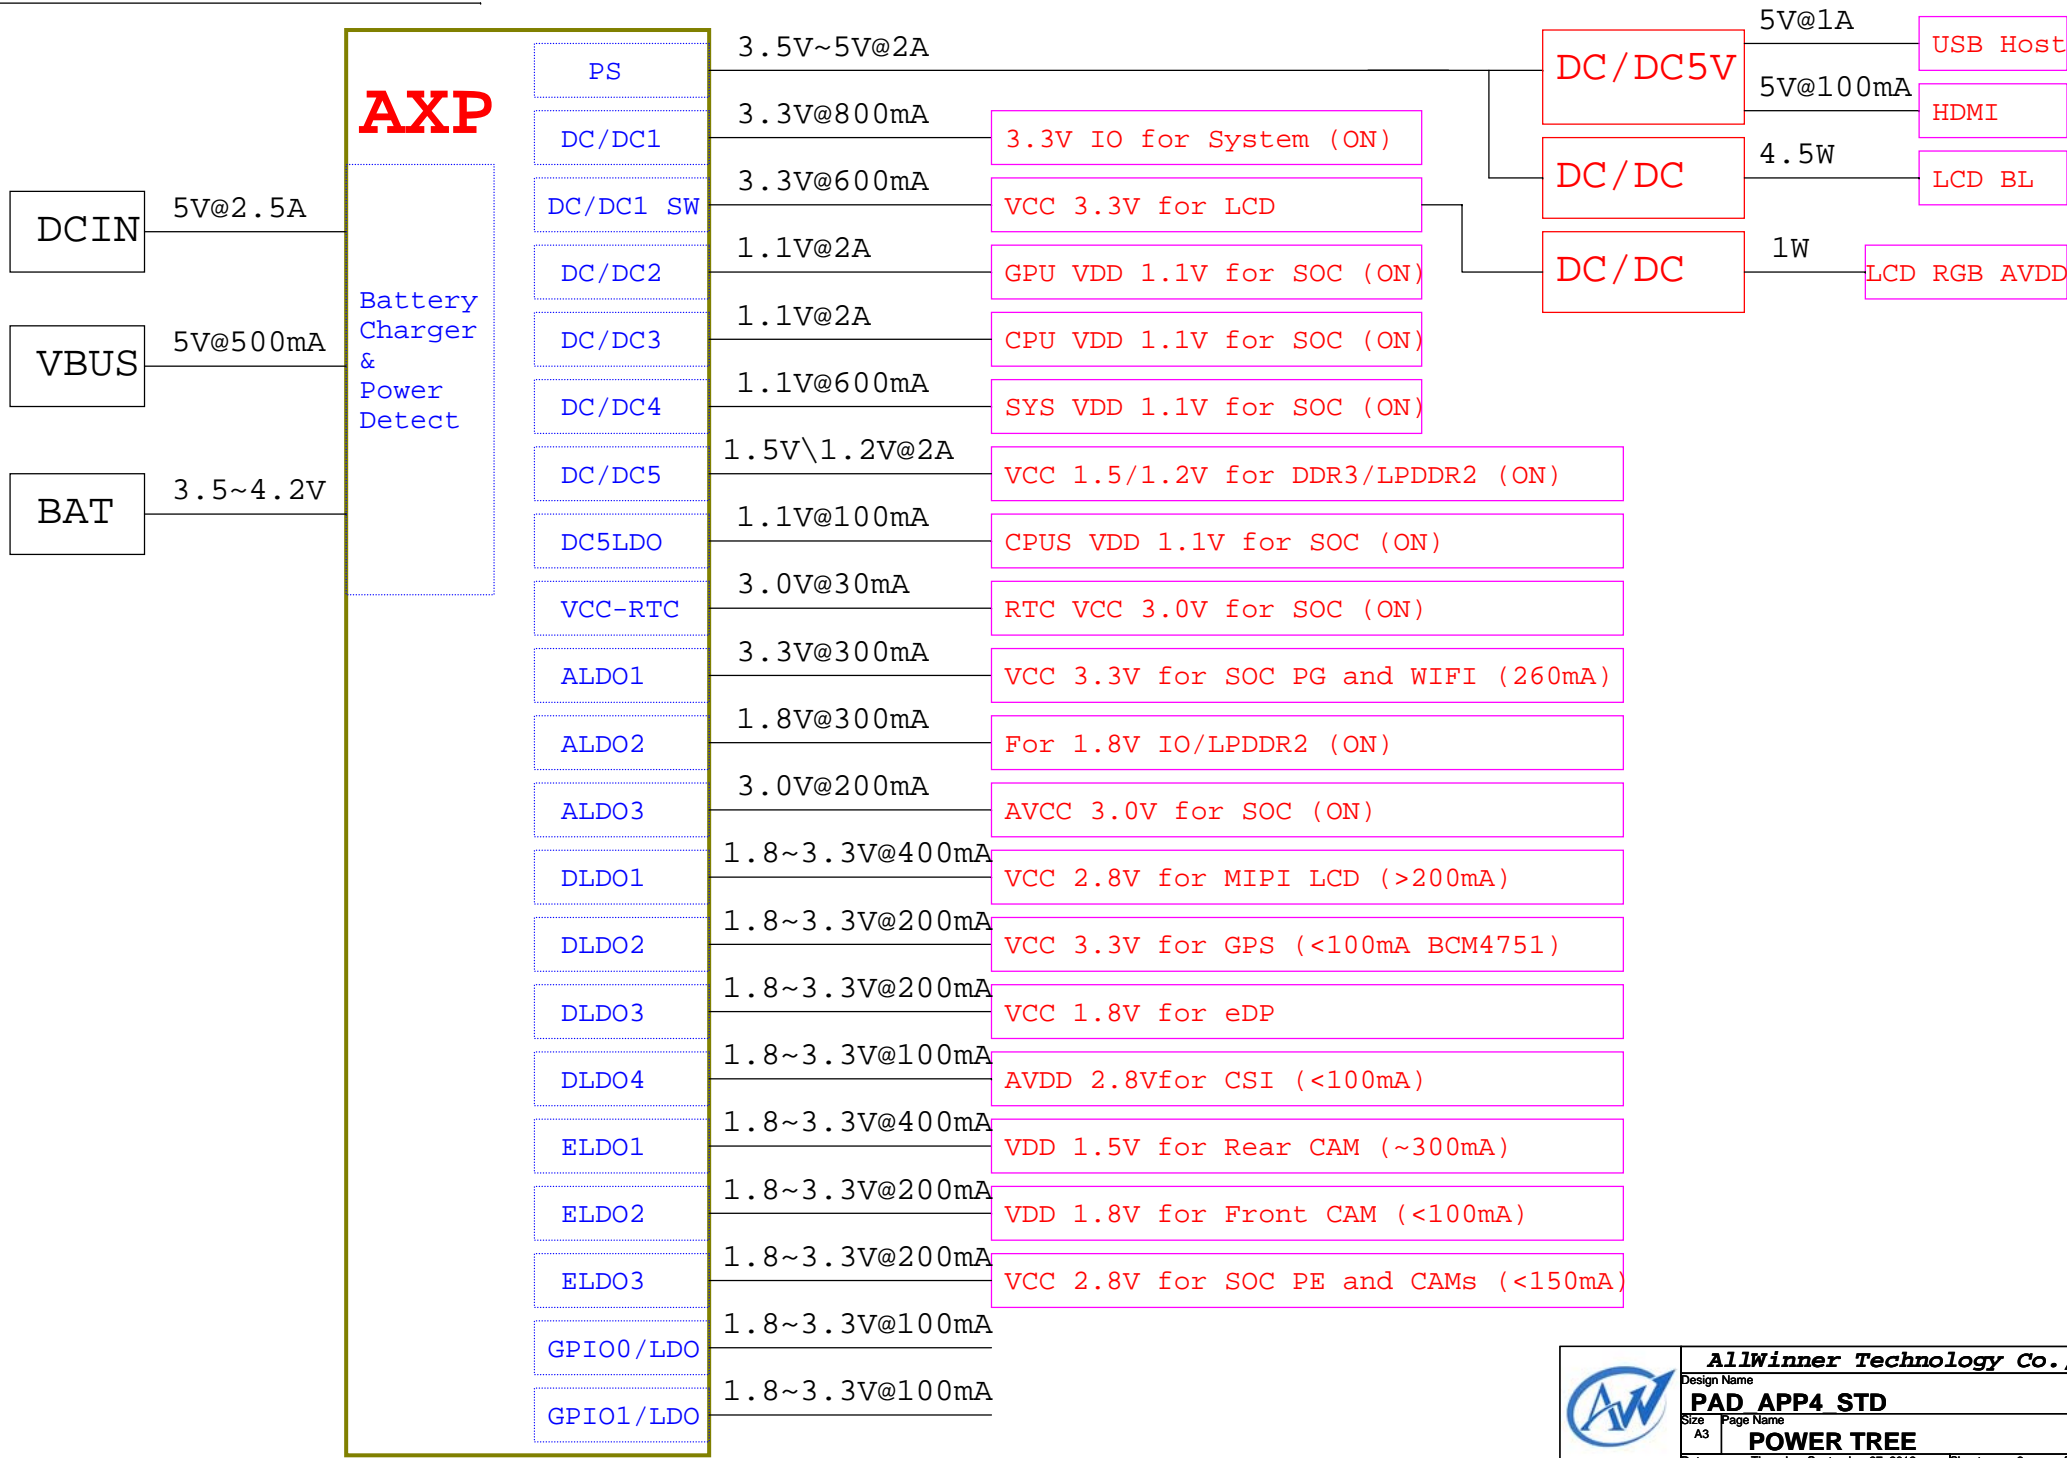 AXP
DCIN
5V@2.5A
VBUS
5V@500mA
BAT
3.5~4.2V
Battery
Charger
&
Power
Detect
PS
3.5V~5V@2A
DC/DC5V
5V@1A
USB Host
5V@100mA
HDMI
DC/DC
4.5W
LCD BL
DC/DC1
3.3V@800mA
3.3V IO for System (ON)
DC/DC1 SW
3.3V@600mA
VCC 3.3V for LCD
DC/DC
1W
LCD RGB AVDD
DC/DC2
1.1V@2A
GPU VDD 1.1V for SOC (ON)
DC/DC3
1.1V@2A
CPU VDD 1.1V for SOC (ON)
DC/DC4
1.1V@600mA
SYS VDD 1.1V for SOC (ON)
DC/DC5
1.5V\1.2V@2A
VCC 1.5/1.2V for DDR3/LPDDR2 (ON)
DC5LDO
1.1V@100mA
CPUS VDD 1.1V for SOC (ON)
VCC-RTC
3.0V@30mA
RTC VCC 3.0V for SOC (ON)
ALDO1
3.3V@300mA
VCC 3.3V for SOC PG and WIFI (260mA)
ALDO2
1.8V@300mA
For 1.8V IO/LPDDR2 (ON)
ALDO3
3.0V@200mA
AVCC 3.0V for SOC (ON)
DLDO1
1.8~3.3V@400mA
VCC 2.8V for MIPI LCD (>200mA)
DLDO2
1.8~3.3V@200mA
VCC 3.3V for GPS (<100mA BCM4751)
DLDO3
1.8~3.3V@200mA
VCC 1.8V for eDP
DLDO4
1.8~3.3V@100mA
AVDD 2.8Vfor CSI (<100mA)
ELDO1
1.8~3.3V@400mA
VDD 1.5V for Rear CAM (~300mA)
ELDO2
1.8~3.3V@200mA
VDD 1.8V for Front CAM (<100mA)
ELDO3
1.8~3.3V@200mA
VCC 2.8V for SOC PE and CAMs (<150mA)
GPIO0/LDO
1.8~3.3V@100mA
GPIO1/LDO
1.8~3.3V@100mA
AW
AllWinner Technology Co.,
Design Name
PAD_APP4_STD
Size
Page Name
A3
POWER TREE